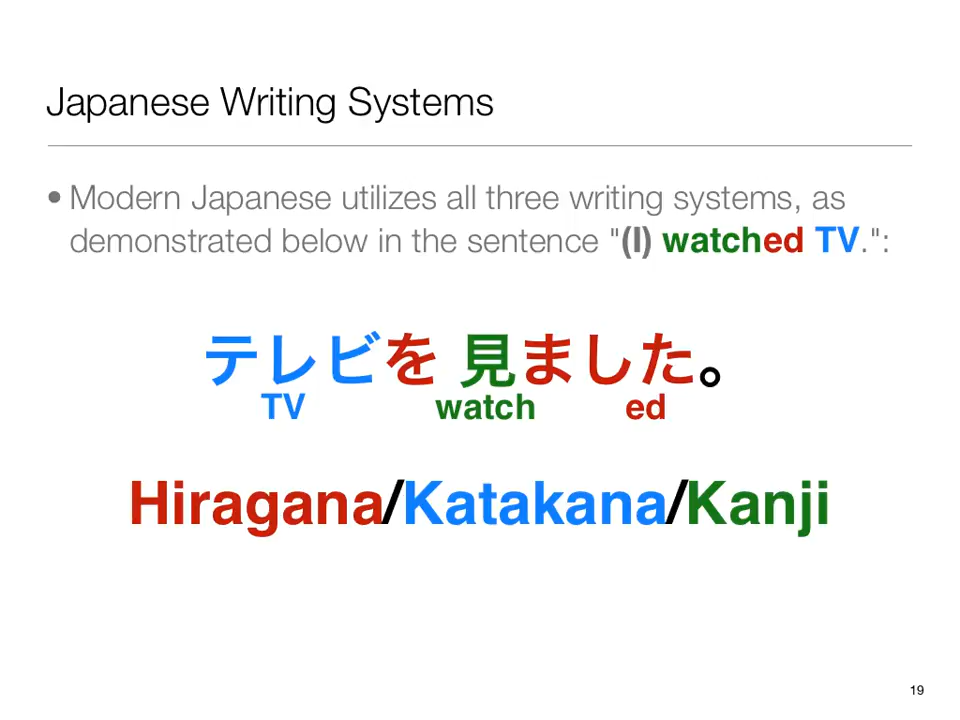 Japanese Writing Systems
• Modern Japanese utilizes all three writing systems, as
demonstrated below in the sentence "(I) watched TV.":
テレビを 見ました。
TV watch ed
Hiragana/Katakana/Kanji
19